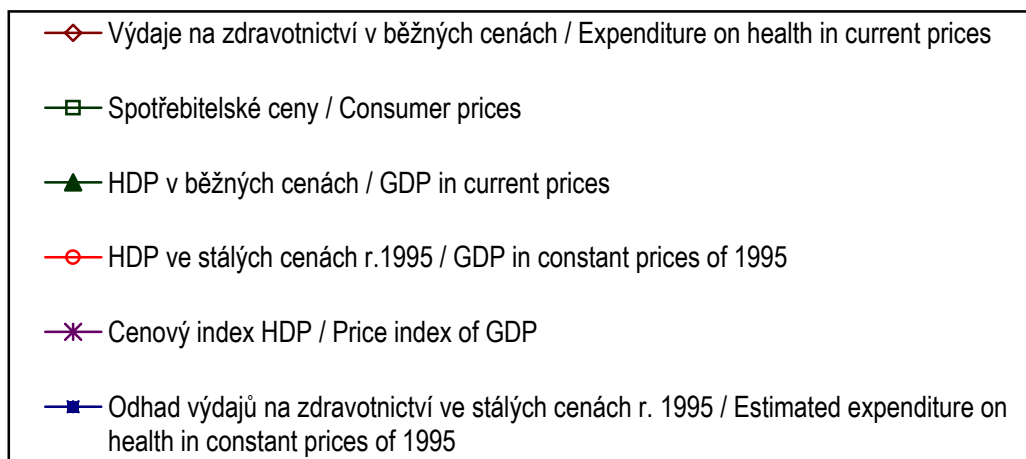 Výdaje na zdravotnictví v běžných cenách / Expenditure on health in current prices
Spotřebitelské ceny / Consumer prices
HDP v běžných cenách / GDP in current prices
HDP ve stálých cenách r.1995 / GDP in constant prices of 1995
Cenový index HDP / Price index of GDP
Odhad výdajů na zdravotnictví ve stálých cenách r. 1995 / Estimated expenditure on
health in constant prices of 1995